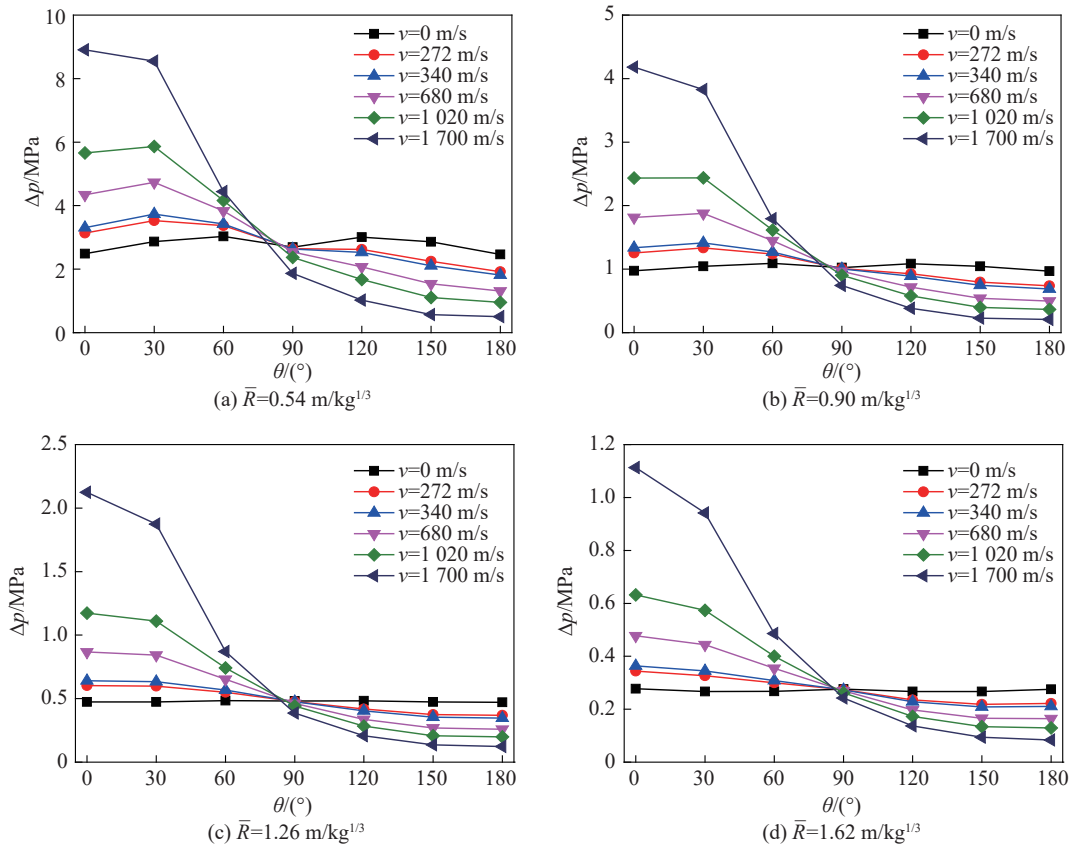 10
8
6
4
2
0
Δp/MPa
v=0 m/s
v=272 m/s
v=340 m/s
v=680 m/s
v=1 020 m/s
v=1 700 m/s
0 30 60 90 120 150 180
θ/(°)
(a) R̅=0.54 m/kg1/3
5
4
3
2
1
0
Δp/MPa
v=0 m/s
v=272 m/s
v=340 m/s
v=680 m/s
v=1 020 m/s
v=1 700 m/s
0 30 60 90 120 150 180
θ/(°)
(b) R̅=0.90 m/kg1/3
2.5
2.0
1.5
1.0
0.5
0
Δp/MPa
v=0 m/s
v=272 m/s
v=340 m/s
v=680 m/s
v=1 020 m/s
v=1 700 m/s
0 30 60 90 120 150 180
θ/(°)
(c) R̅=1.26 m/kg1/3
1.2
1.0
0.8
0.6
0.4
0.2
0
Δp/MPa
v=0 m/s
v=272 m/s
v=340 m/s
v=680 m/s
v=1 020 m/s
v=1 700 m/s
0 30 60 90 120 150 180
θ/(°)
(d) R̅=1.62 m/kg1/3